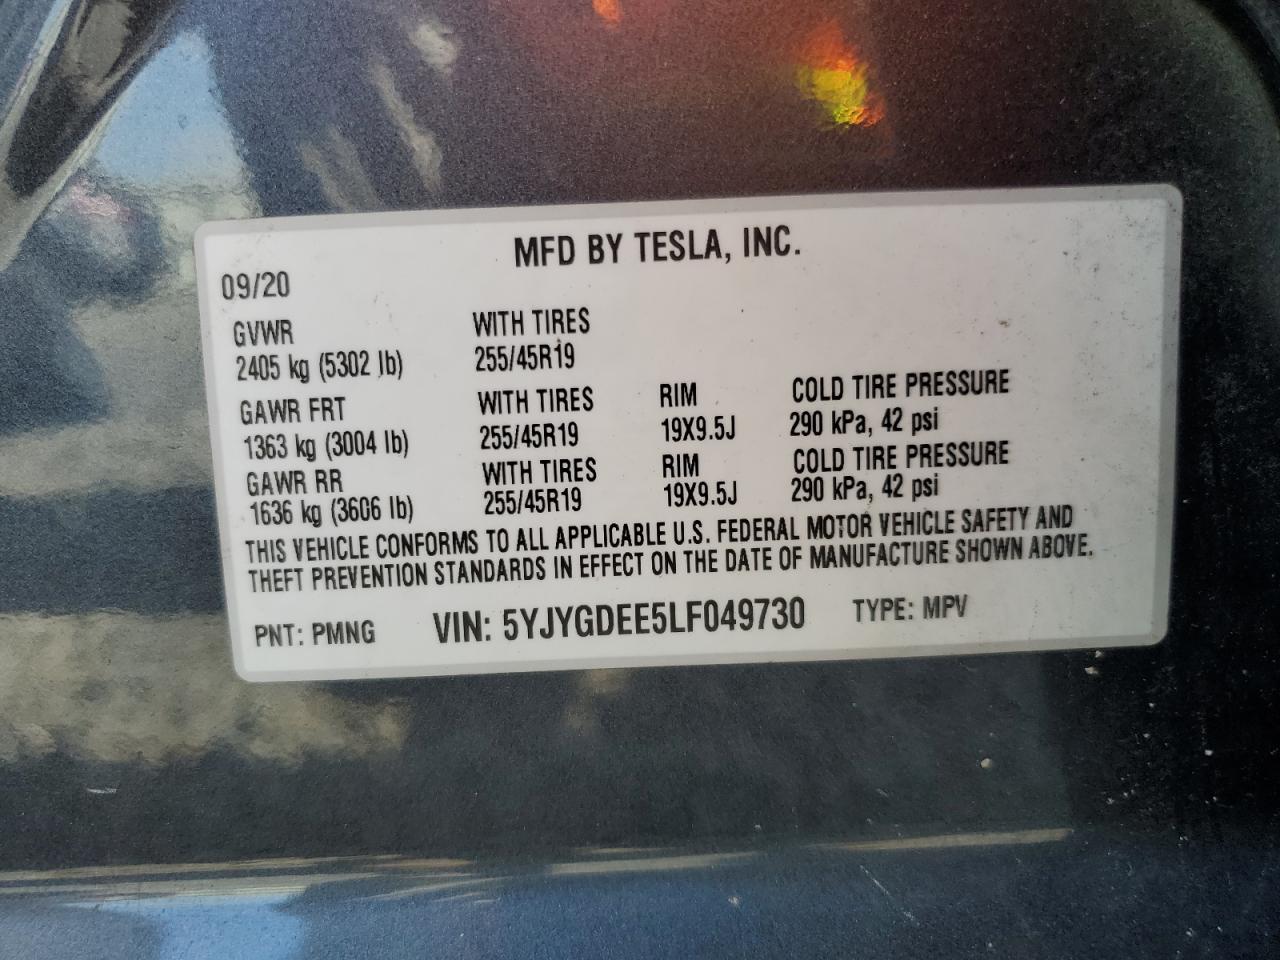 MFD BY TESLA, INC.
09/20
GVWR WITH TIRES
2405 kg (5302 lb) 255/45R19
GAWR FRT WITH TIRES RIM COLD TIRE PRESSURE
1363 kg (3004 lb) 255/45R19 19X9.5J 290 kPa, 42 psi
GAWR RR WITH TIRES RIM COLD TIRE PRESSURE
1636 kg (3606 lb) 255/45R19 19X9.5J 290 kPa, 42 psi
THIS VEHICLE CONFORMS TO ALL APPLICABLE U.S. FEDERAL MOTOR VEHICLE SAFETY AND
THEFT PREVENTION STANDARDS IN EFFECT ON THE DATE OF MANUFACTURE SHOWN ABOVE.
PNT: PMNG VIN: 5YJYGDEE5LF049730 TYPE: MPV